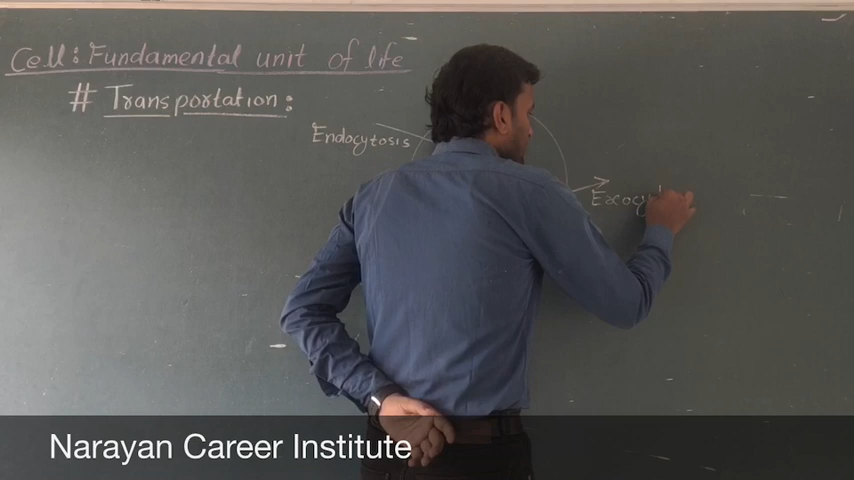 Cell: Fundamental unit of life
# Transportation:
Endocytosis
Narayan Career Institute